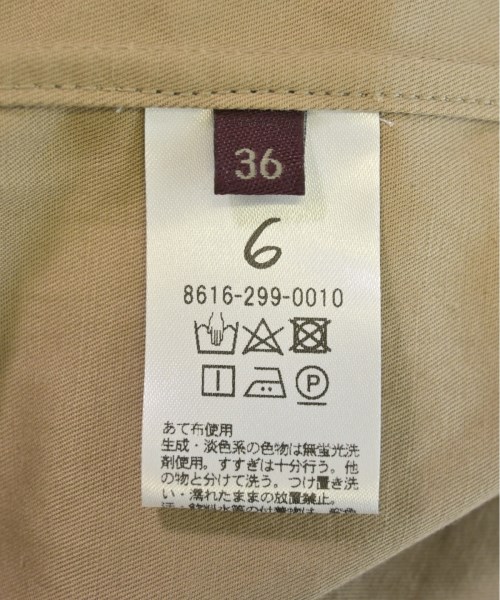 36
6
8616-299-0010
P
あて布使用
生成・淡色系の色物は無蛍光洗
剤使用。すすぎは十分行う。他
の物と分けて洗う。つけ置き洗
い・濡れたままの放置禁止。